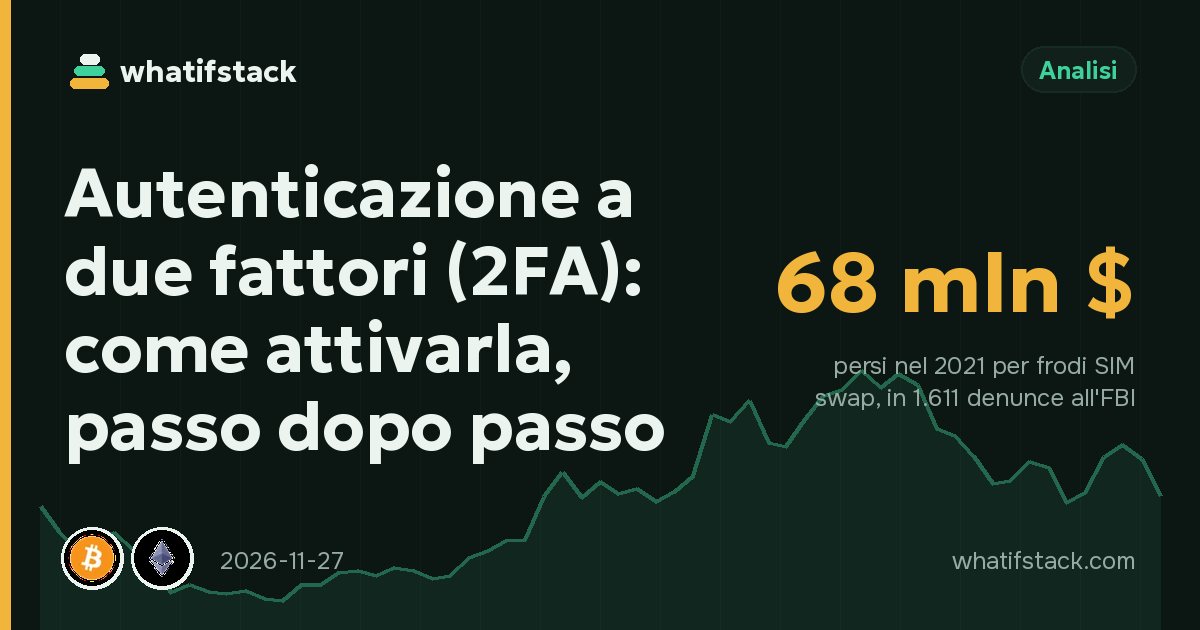 whatifstack
Analisi
Autenticazione a
due fattori (2FA):
come attivarla,
passo dopo passo
68 mln $
persi nel 2021 per frodi SIM
swap, in 1.611 denunce all'FBI
2026-11-27
whatifstack.com